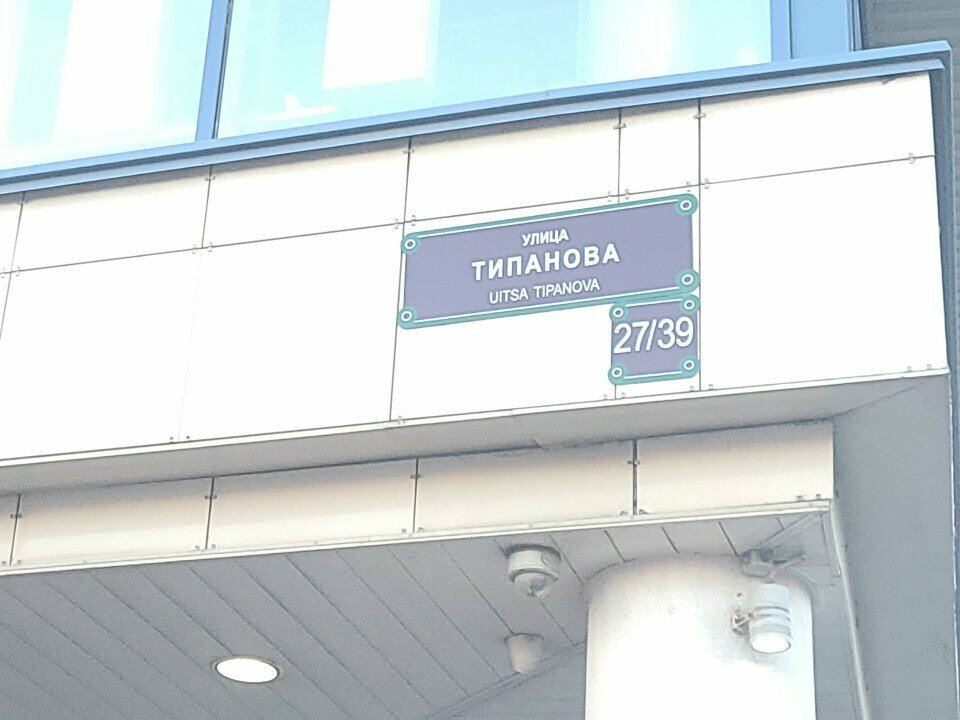 УЛИЦА
ТИПАНОВА
UITSA TIPANOVA
27/39